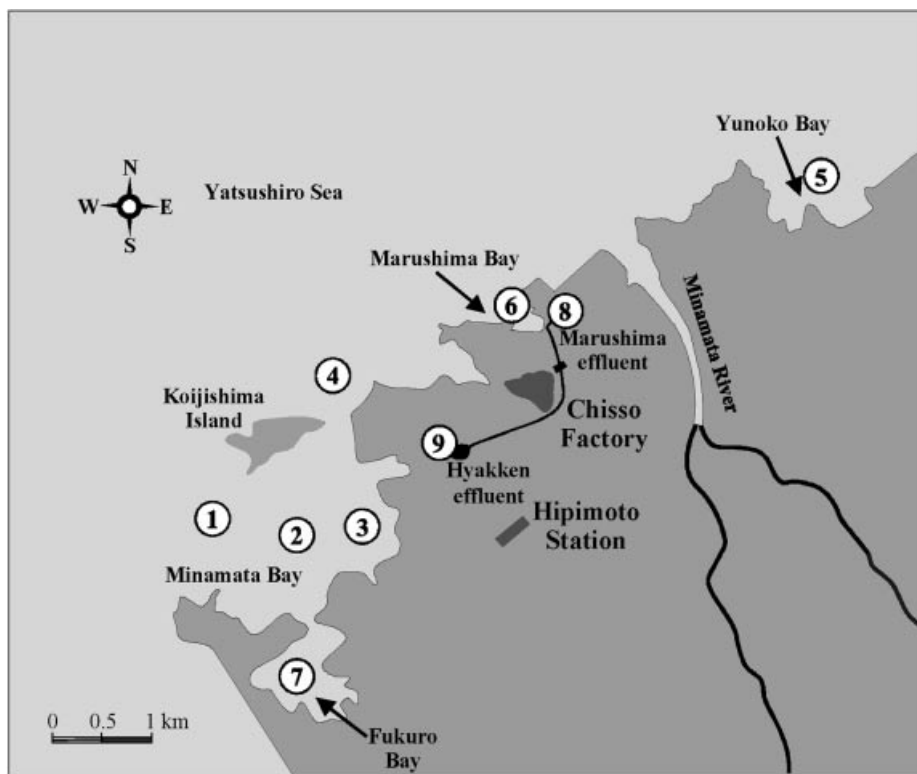 Yunoko Bay
5
N
W
E
S
Yatsushiro Sea
Marushima Bay
6
8
Marushima
effluent
Minamata River
4
Koijishima
Island
Chisso
Factory
9
Hyakken
effluent
1
2
3
Hipimoto
Station
Minamata Bay
7
0 0.5 1 km
Fukuro
Bay